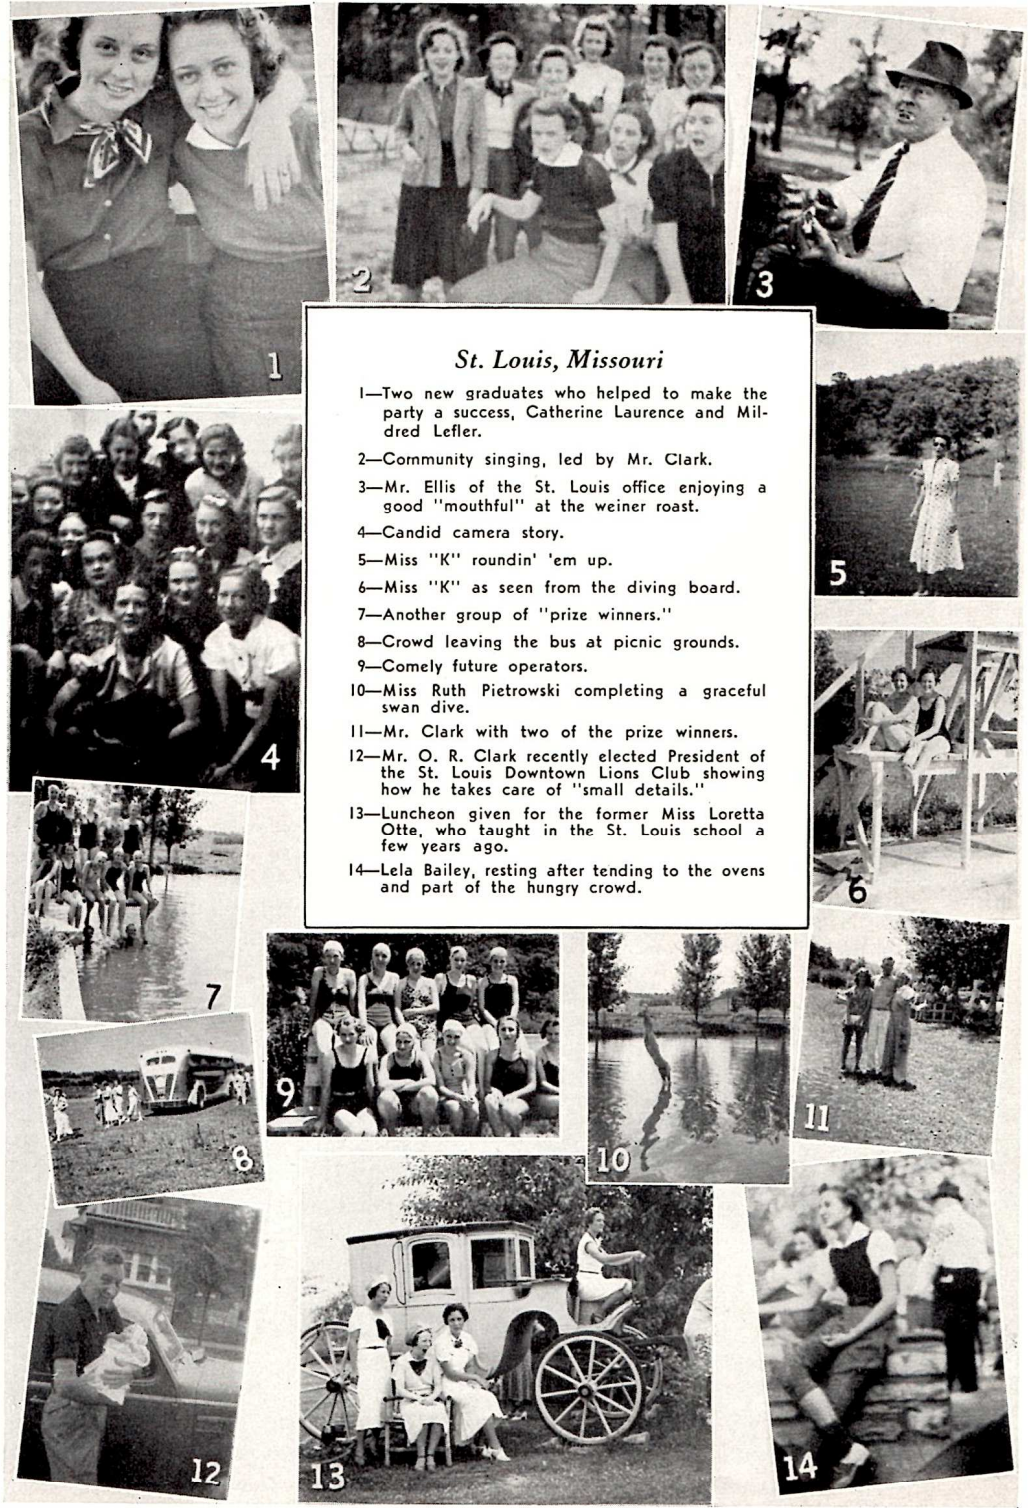 St. Louis, Missouri
1—Two new graduates who helped to make the
party a success, Catherine Laurence and Mil-
dred Lefler.
2—Community singing, led by Mr. Clark.
3—Mr. Ellis of the St. Louis office enjoying a
good "mouthful" at the weiner roast.
4—Candid camera story.
5—Miss "K" roundin' 'em up.
6—Miss "K" as seen from the diving board.
7—Another group of "prize winners."
8—Crowd leaving the bus at picnic grounds.
9—Comely future operators.
10—Miss Ruth Pietrowski completing a graceful
swan dive.
11—Mr. Clark with two of the prize winners.
12—Mr. O. R. Clark recently elected President of
the St. Louis Downtown Lions Club showing
how he takes care of "small details."
13—Luncheon given for the former Miss Loretta
Otte, who taught in the St. Louis school a
few years ago.
14—Lela Bailey, resting after tending to the ovens
and part of the hungry crowd.
1
2
3
4
5
6
7
8
9
10
11
12
13
14